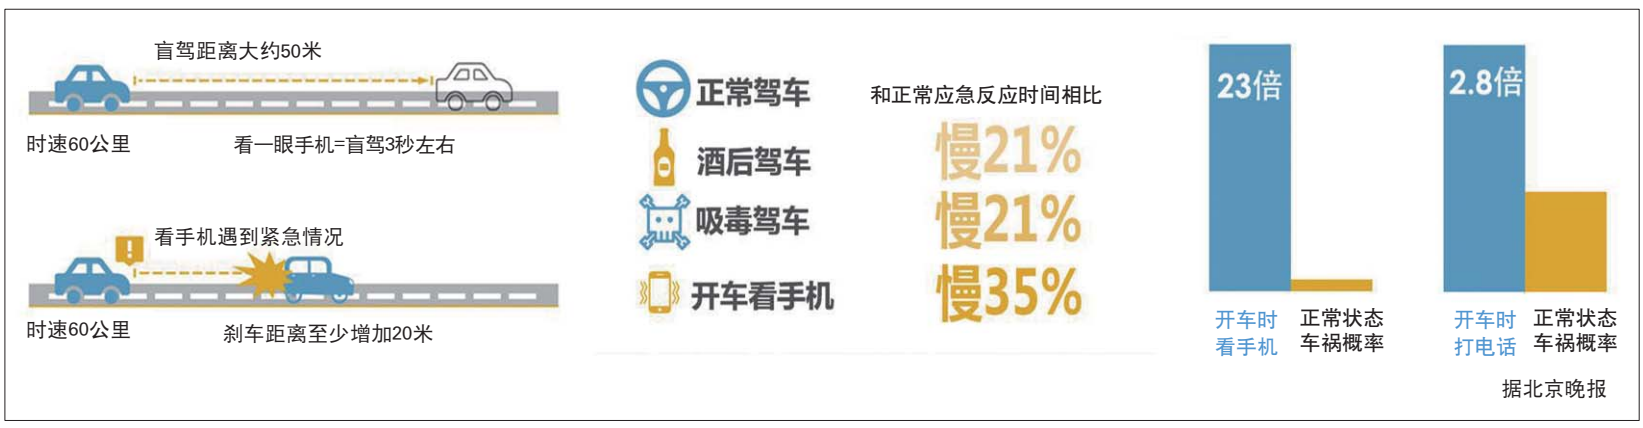 盲驾距离大约50米
时速60公里
看一眼手机=盲驾3秒左右
!
看手机遇到紧急情况
时速60公里
刹车距离至少增加20米
正常驾车
和正常应急反应时间相比
酒后驾车
慢21%
吸毒驾车
慢21%
开车看手机
慢35%
23倍
开车时
看手机
正常状态
车祸概率
2.8倍
开车时
打电话
正常状态
车祸概率
据北京晚报